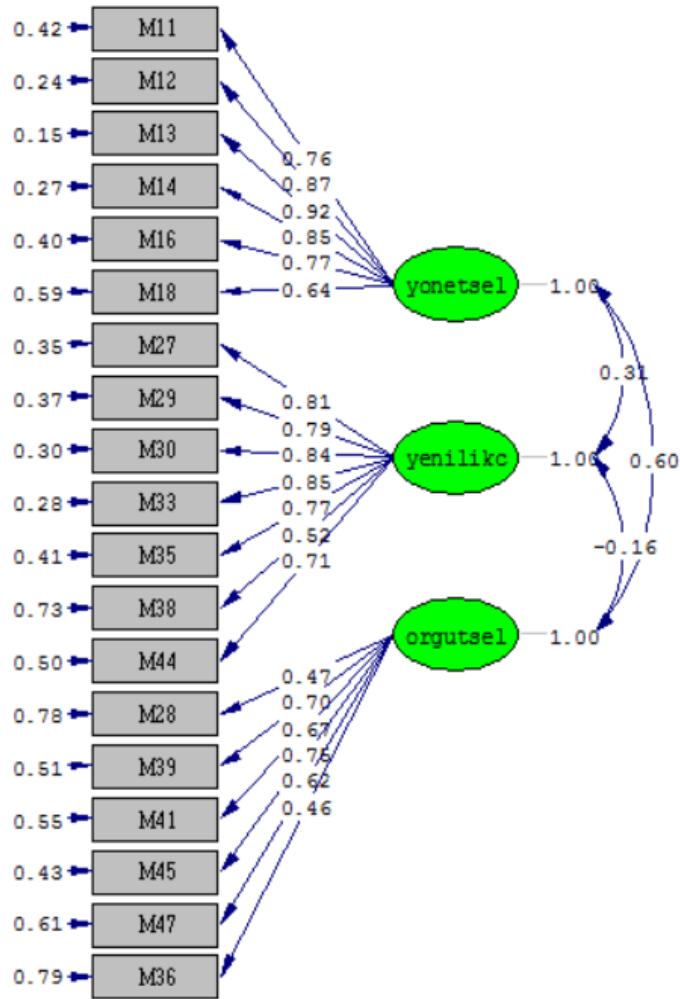 0.42 M11
0.24 M12
0.15 M13
0.76
0.27 M14
0.87
0.92
0.40 M16
0.85
0.77
0.59 M18
0.64
yonetsel 1.00
0.35 M27
0.37 M29
0.31
0.81
0.79
0.30 M30
0.84
yenilikc 1.00
0.60
0.28 M33
0.85
0.77
0.41 M35
0.52
-0.16
0.71
0.73 M38
0.50 M44
orgutsel 1.00
0.47
0.78 M28
0.70
0.67
0.51 M39
0.75
0.62
0.46
0.55 M41
0.43 M45
0.61 M47
0.79 M36